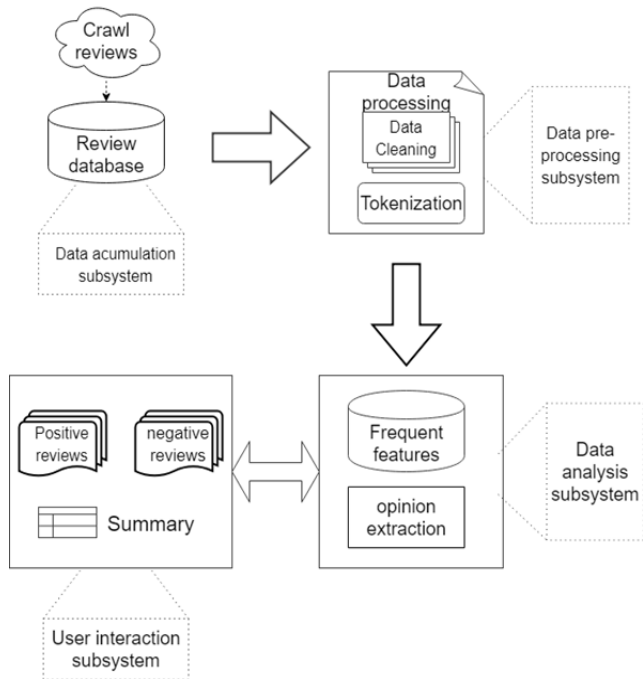 Crawl
reviews
Review
database
Data acumulation
subsystem
Data
processing
Data
Cleaning
Tokenization
Data pre-
processing
subsystem
Positive
reviews
negative
reviews
Summary
User interaction
subsystem
Frequent
features
opinion
extraction
Data
analysis
subsystem